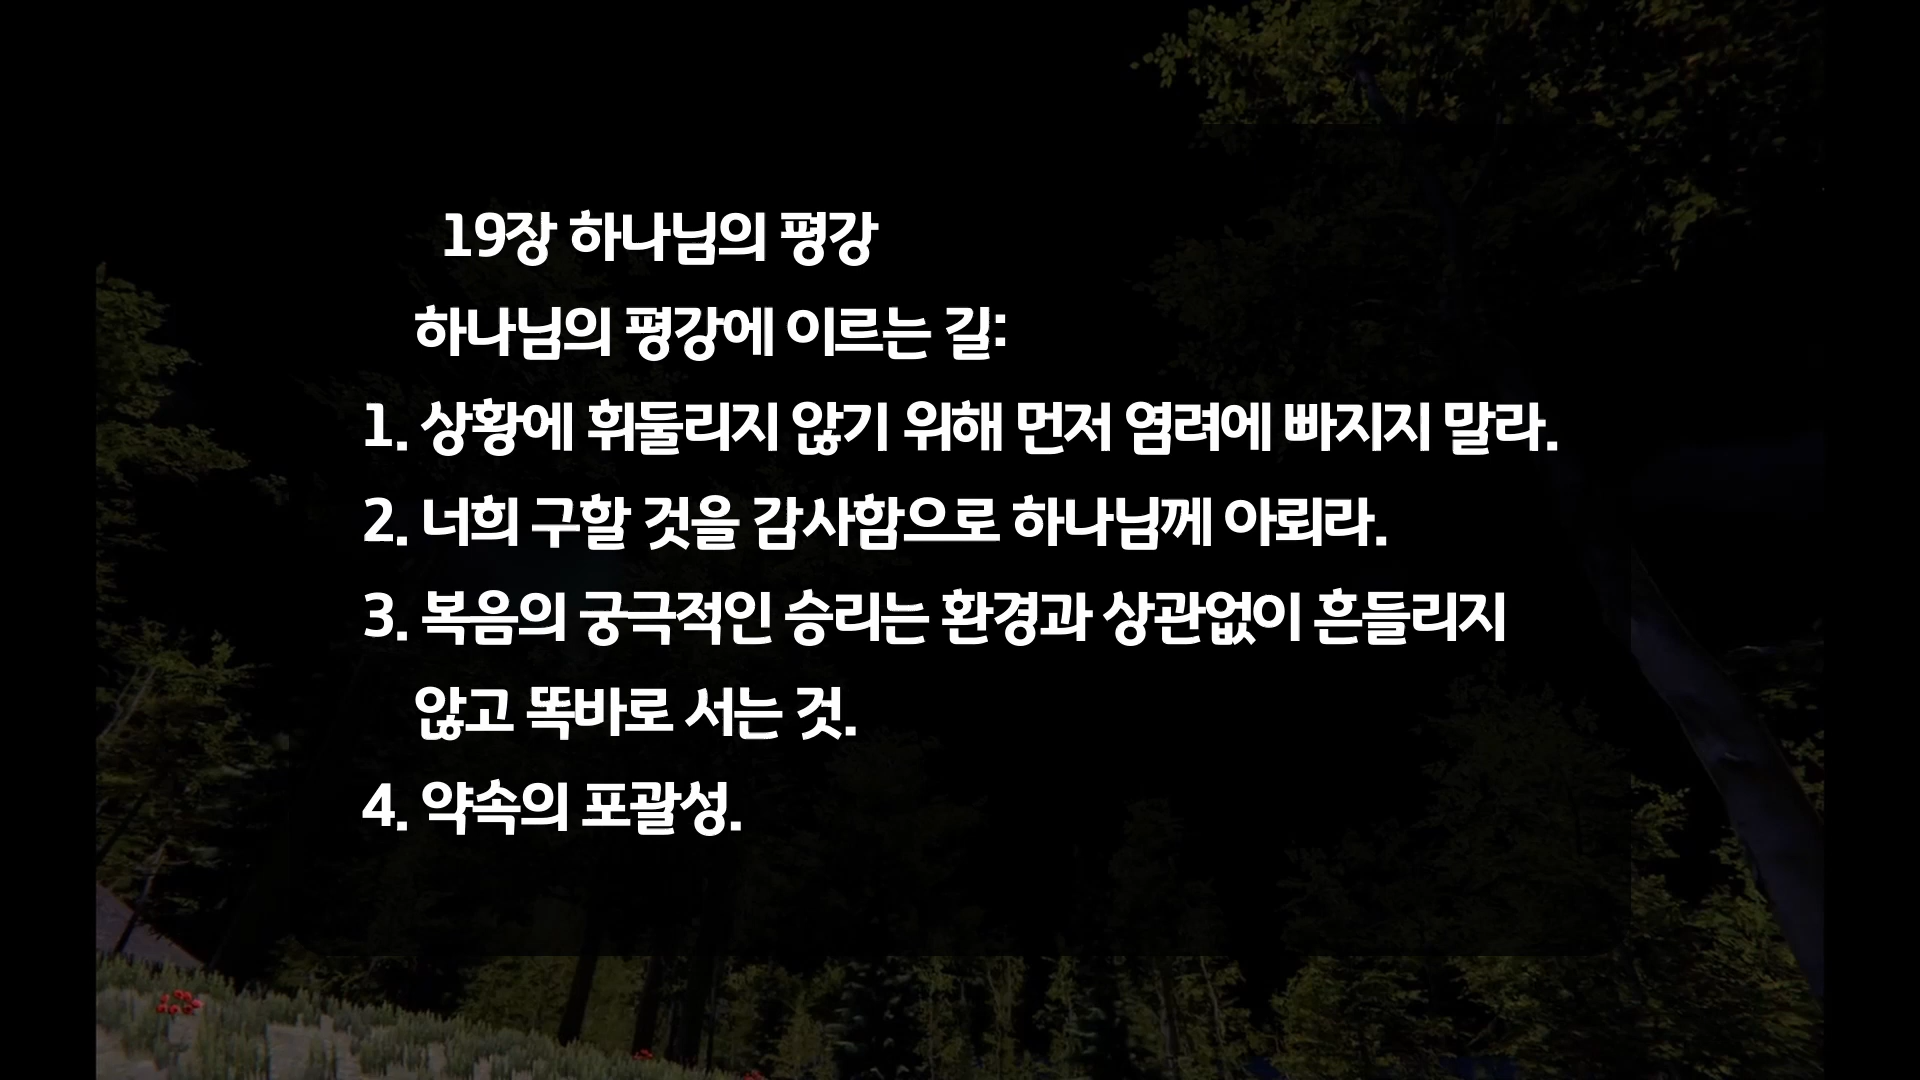 19장 하나님의 평강
하나님의 평강에 이르는 길:
1. 상황에 휘둘리지 않기 위해 먼저 염려에 빠지지 말라.
2. 너희 구할 것을 감사함으로 하나님께 아뢰라.
3. 복음의 궁극적인 승리는 환경과 상관없이 흔들리지
않고 똑바로 서는 것.
4. 약속의 포괄성.